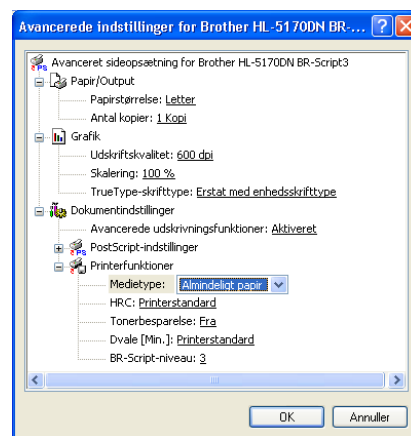 Avancerede indstillinger for Brother HL-5170DN BR-...
Avanceret sideopsætning for Brother HL-5170DN BR-Script3
Papir/Output
Papirstørrelse: Letter
Antal kopier: 1 Kopi
Grafik
Udskriftskvalitet: 600 dpi
Skalering: 100 %
TrueType-skrifttype: Erstat med enhedsskrifttype
Dokumentindstillinger
Avancerede udskrivningsfunktioner: Aktiveret
PostScript-indstillinger
Printerfunktioner
Medietype: Almindeligt papir
HRC: Printerstandard
Tonerbesparelse: Fra
Dvale [Min.]: Printerstandard
BR-Script-niveau: 3
OK Annuller